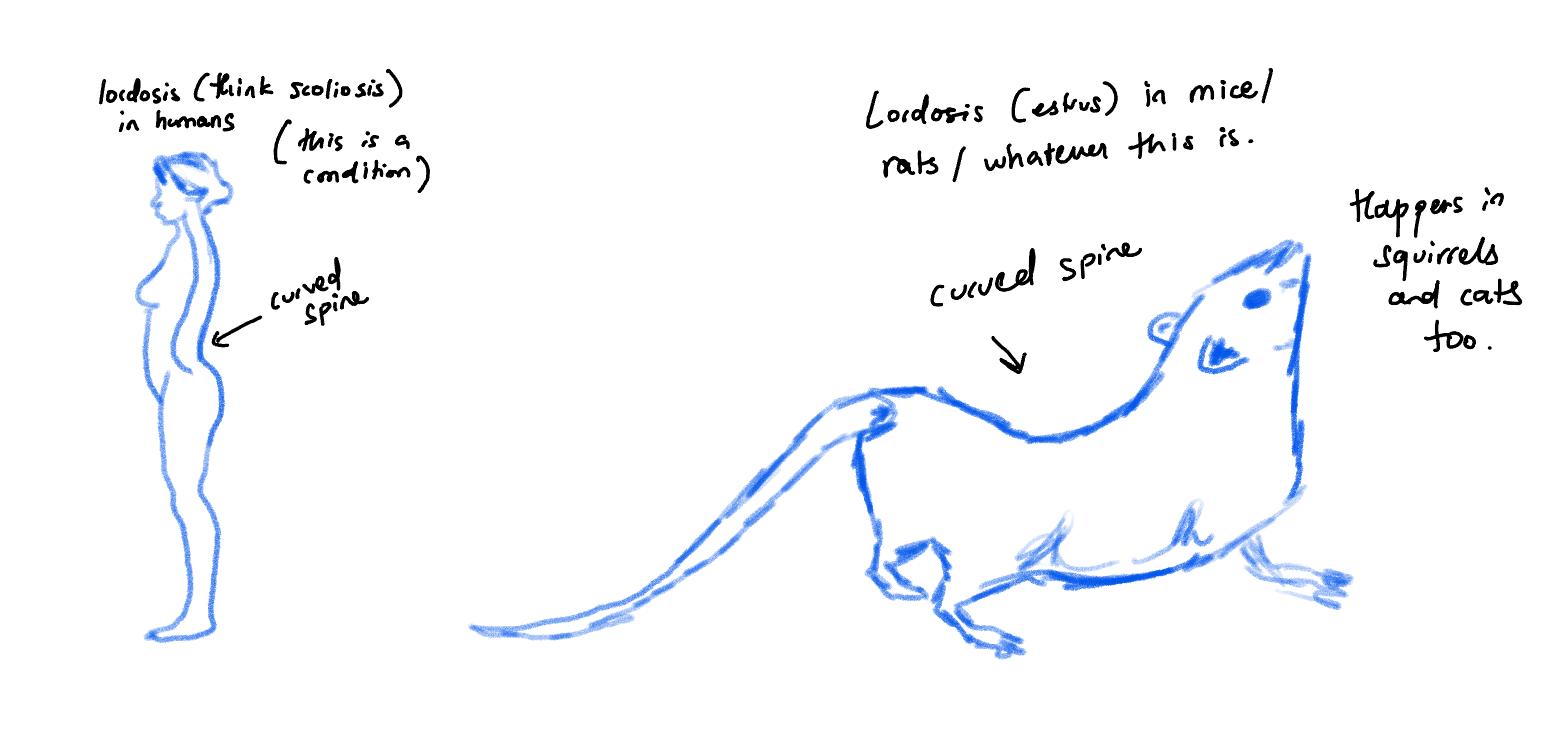 lordosis (think scoliosis)
in humans
(this is a
condition)
curved
spine
Lordosis (estrus) in mice/
rats / whatever this is.
curved spine
Happens in
squirrels
and cats
too.